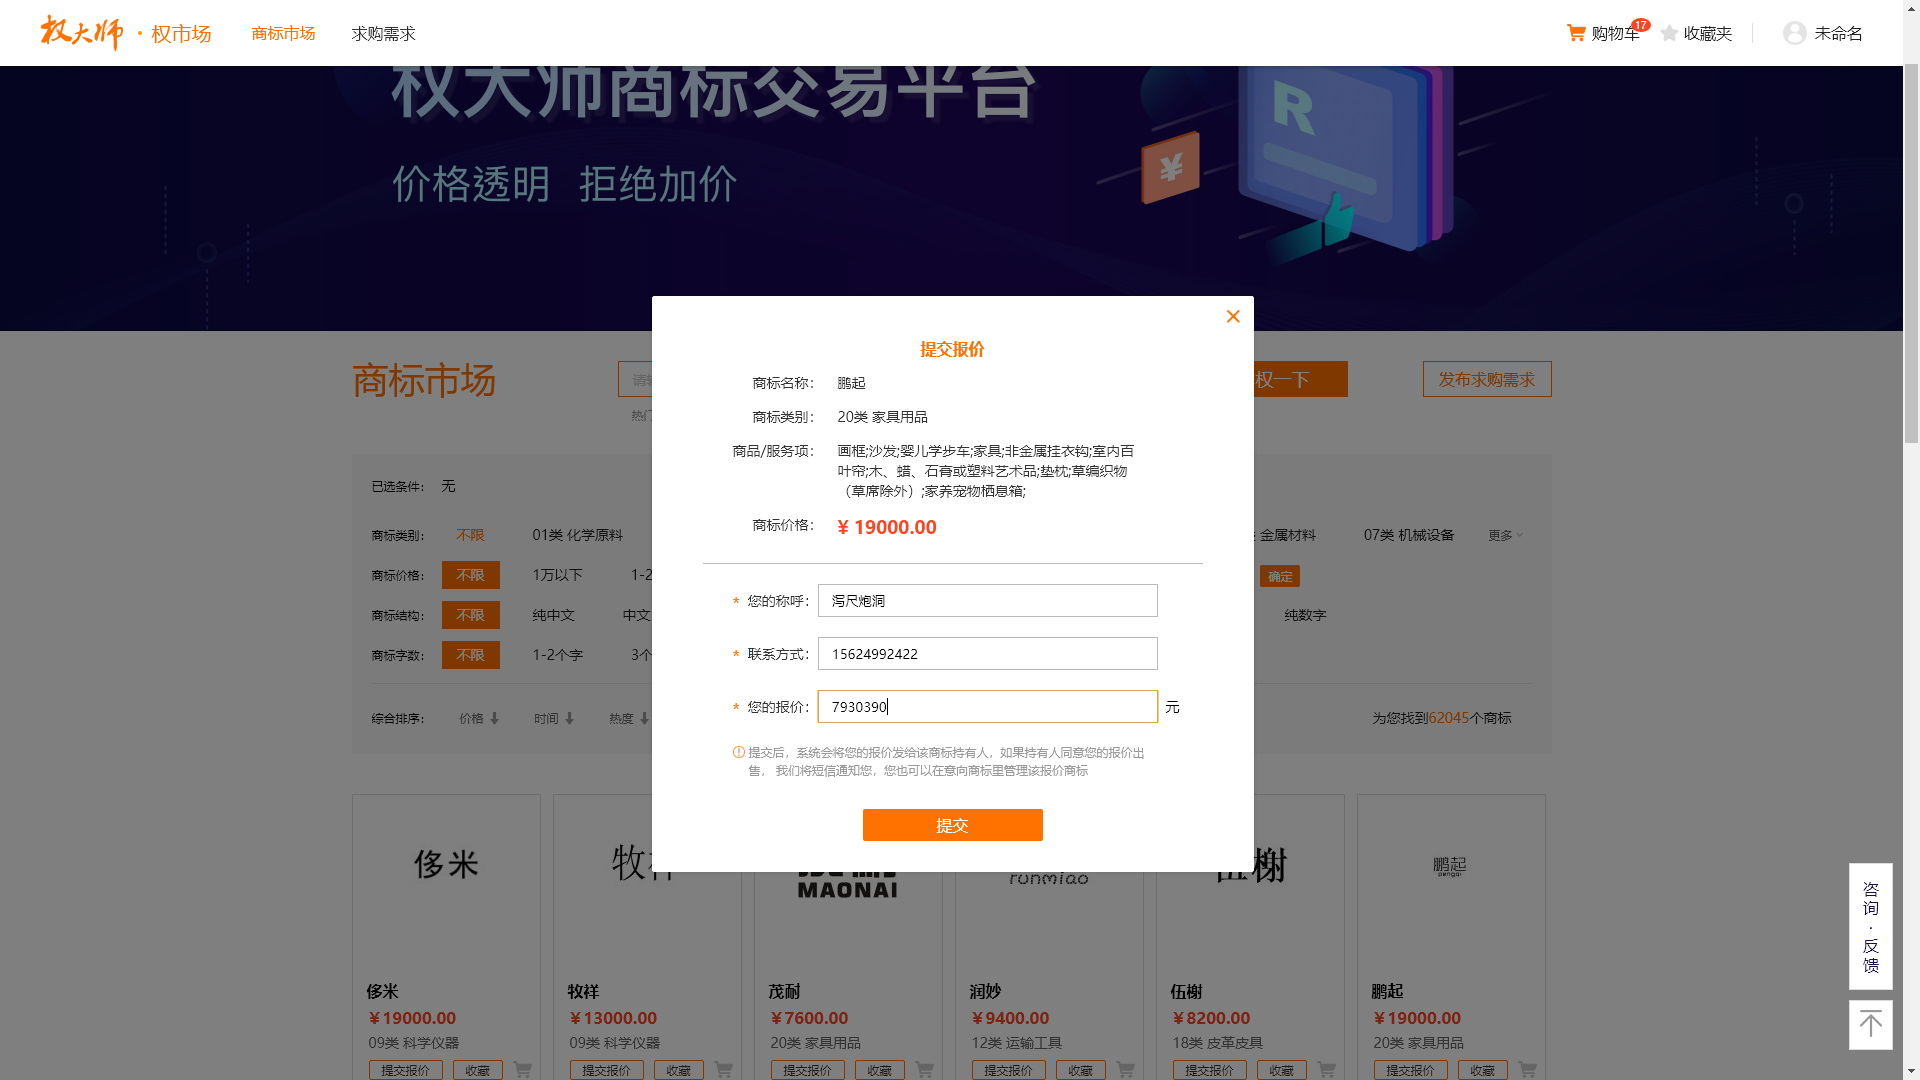 权大师 · 权市场 商标市场 求购需求 购物车 17 收藏夹 未命名
权大师商标交易平台
R
¥
价格透明 拒绝加价
提交报价
商标名称： 鹏起
商标类别： 20类 家具用品
商品/服务项： 画框;沙发;婴儿学步车;家具;非金属挂衣钩;室内百
叶帘;木、蜡、石膏或塑料艺术品;垫枕;草编织物
（草席除外）;家养宠物栖息箱;
商标价格： ¥ 19000.00
* 您的称呼： 泻尺炮洞
* 联系方式： 15624992422
* 您的报价： 7930390 元
提交后，系统会将您的报价发给该商标持有人，如果持有人同意您的报价出
售， 我们将短信通知您，您也可以在意向商标里管理该报价商标
提交
商标市场 权一下 发布求购需求
热门
已选条件： 无
商标类别： 不限 01类 化学原料 金属材料 07类 机械设备 更多
商标价格： 不限 1万以下 1-2 确定
商标结构： 不限 纯中文 中文 纯数字
商标字数： 不限 1-2个字 3个
综合排序： 价格 时间 热度 为您找到62045个商标
侈米 牧祥 MAONAI ronmiao 伍榭 鹏起
pengqi
侈米 牧祥 茂耐 润妙 伍榭 鹏起
¥19000.00 ¥13000.00 ¥7600.00 ¥9400.00 ¥8200.00 ¥19000.00
09类 科学仪器 09类 科学仪器 20类 家具用品 12类 运输工具 18类 皮革皮具 20类 家具用品
提交报价 收藏 提交报价 收藏 提交报价 收藏 提交报价 收藏 提交报价 收藏 提交报价 收藏
咨询·反馈